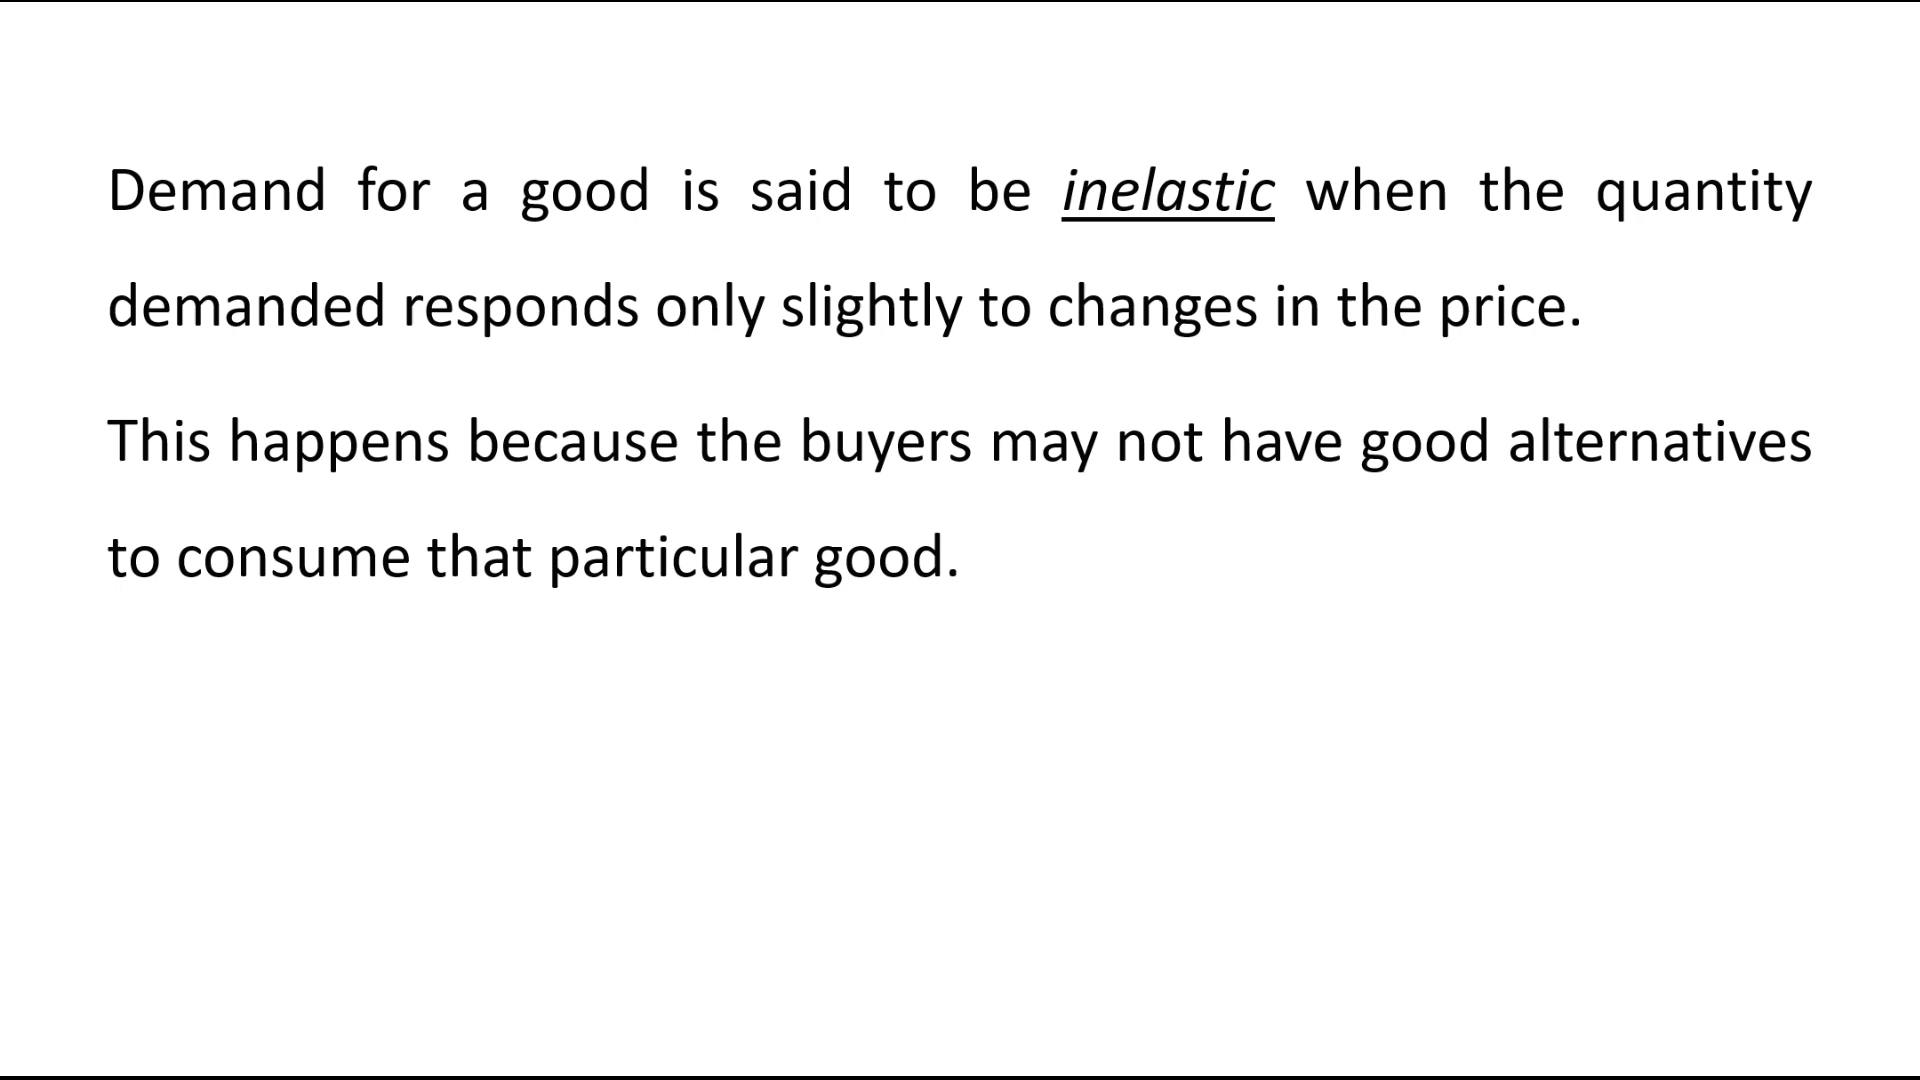 Demand for a good is said to be inelastic when the quantity
demanded responds only slightly to changes in the price.
This happens because the buyers may not have good alternatives
to consume that particular good.